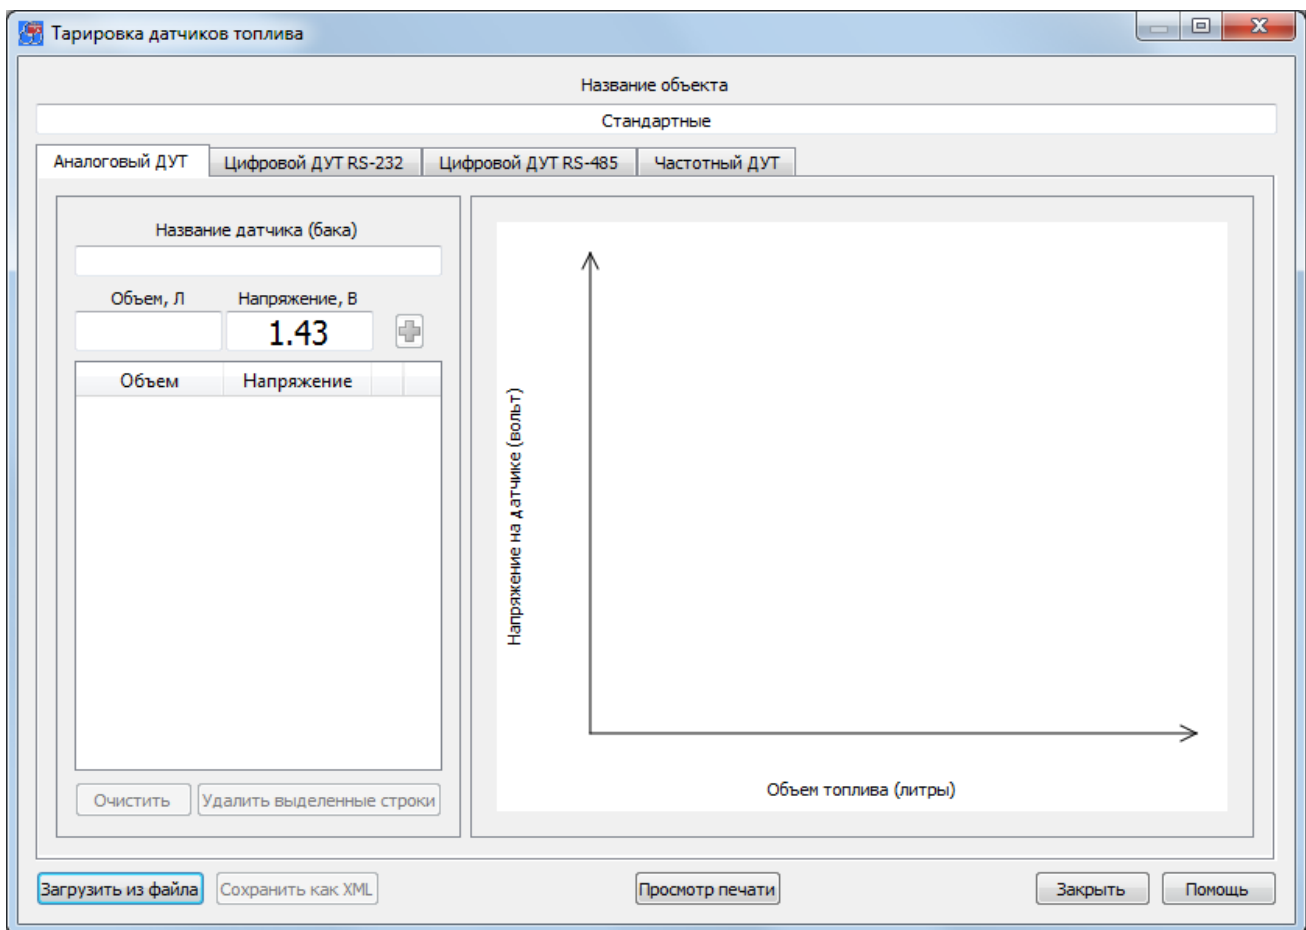 Тарировка датчиков топлива
Название объекта
Стандартные
Аналоговый ДУТ
Цифровой ДУТ RS-232
Цифровой ДУТ RS-485
Частотный ДУТ
Название датчика (бака)
Объем, Л
Напряжение, В
1.43
Объем
Напряжение
Очистить
Удалить выделенные строки
Напряжение на датчике (вольт)
Объем топлива (литры)
Загрузить из файла
Сохранить как XML
Просмотр печати
Закрыть
Помощь